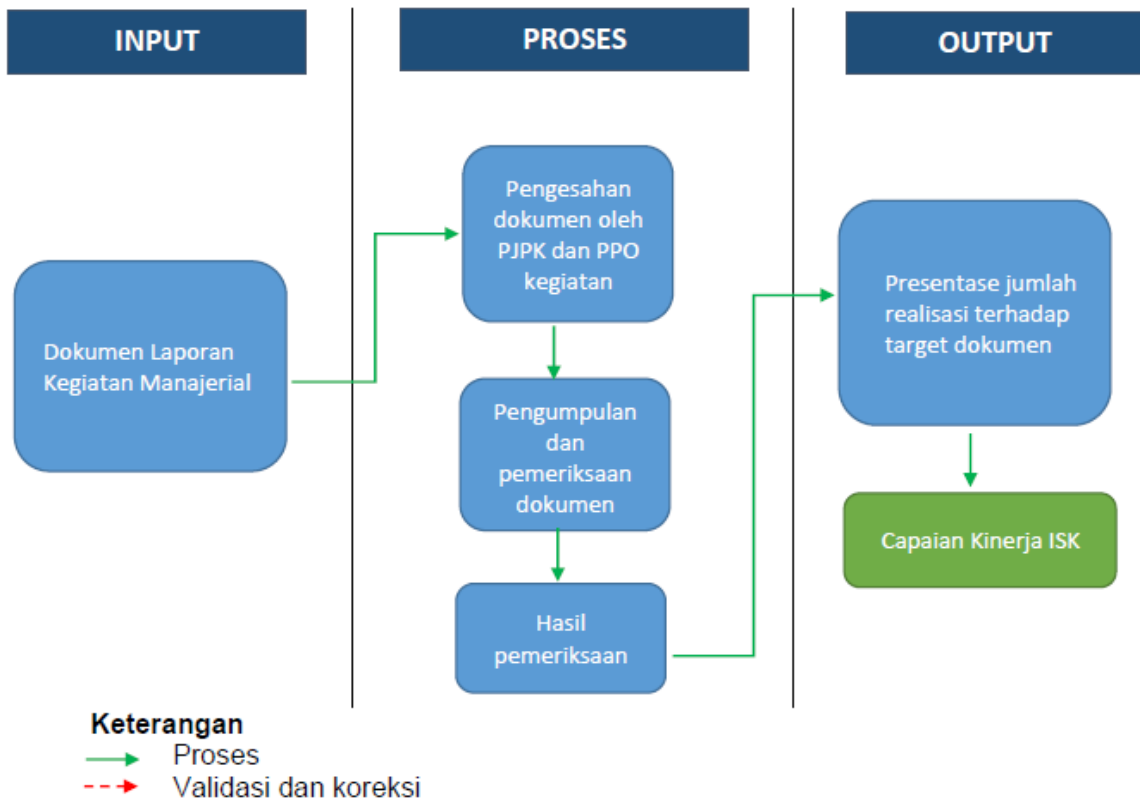 INPUT
PROSES
OUTPUT
Dokumen Laporan
Kegiatan Manajerial
Pengesahan
dokumen oleh
PJPK dan PPO
kegiatan
Pengumpulan
dan
pemeriksaan
dokumen
Hasil
pemeriksaan
Presentase jumlah
realisasi terhadap
target dokumen
Capaian Kinerja ISK
Keterangan
Proses
Validasi dan koreksi